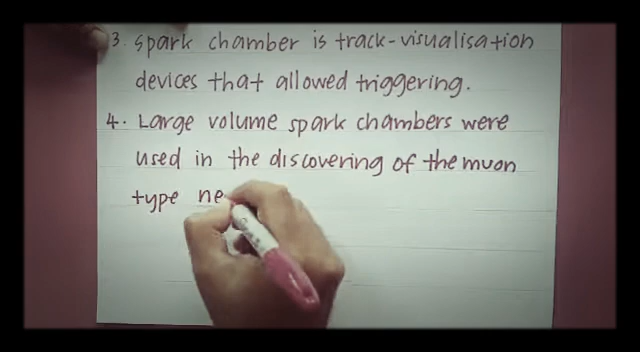 3. spark chamber is track-visualisation
devices that allowed triggering.
4. Large volume spark chambers were
used in the discovering of the muon
type ne